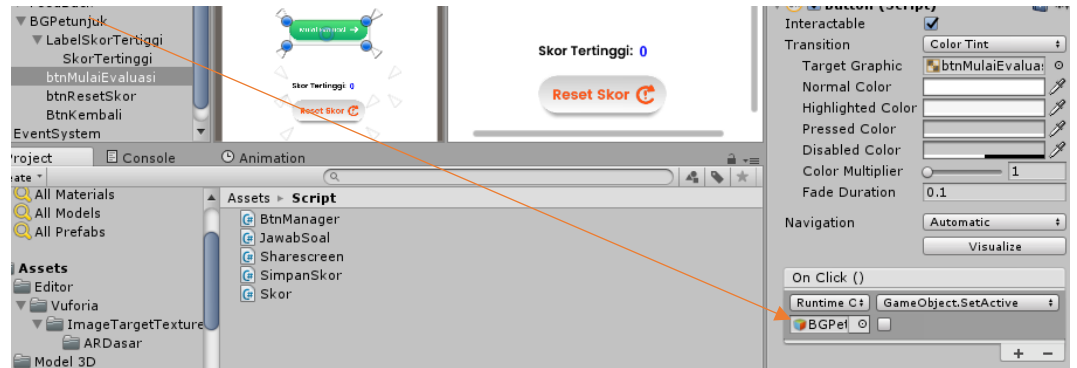 BGPetunjuk
LabelSkorTertiggi
SkorTertinggi
btnMulaiEvaluasi
btnResetSkor
BtnKembali
EventSystem
Skor Tertinggi: 0
Reset Skor
Skor Tertinggi: 0
Reset Skor
Interactable
Transition
Color Tint
Target Graphic
btnMulaiEvalua
Normal Color
Highlighted Color
Pressed Color
Disabled Color
Color Multiplier
1
Fade Duration
0.1
Navigation
Automatic
Visualize
On Click ()
Runtime C
GameObject.SetActive
BGPet
+ −
Project
Console
Animation
eate
All Materials
All Models
All Prefabs
Assets
Editor
Vuforia
ImageTargetTexture
ARDasar
Model 3D
Assets ▸ Script
BtnManager
JawabSoal
Sharescreen
SimpanSkor
Skor